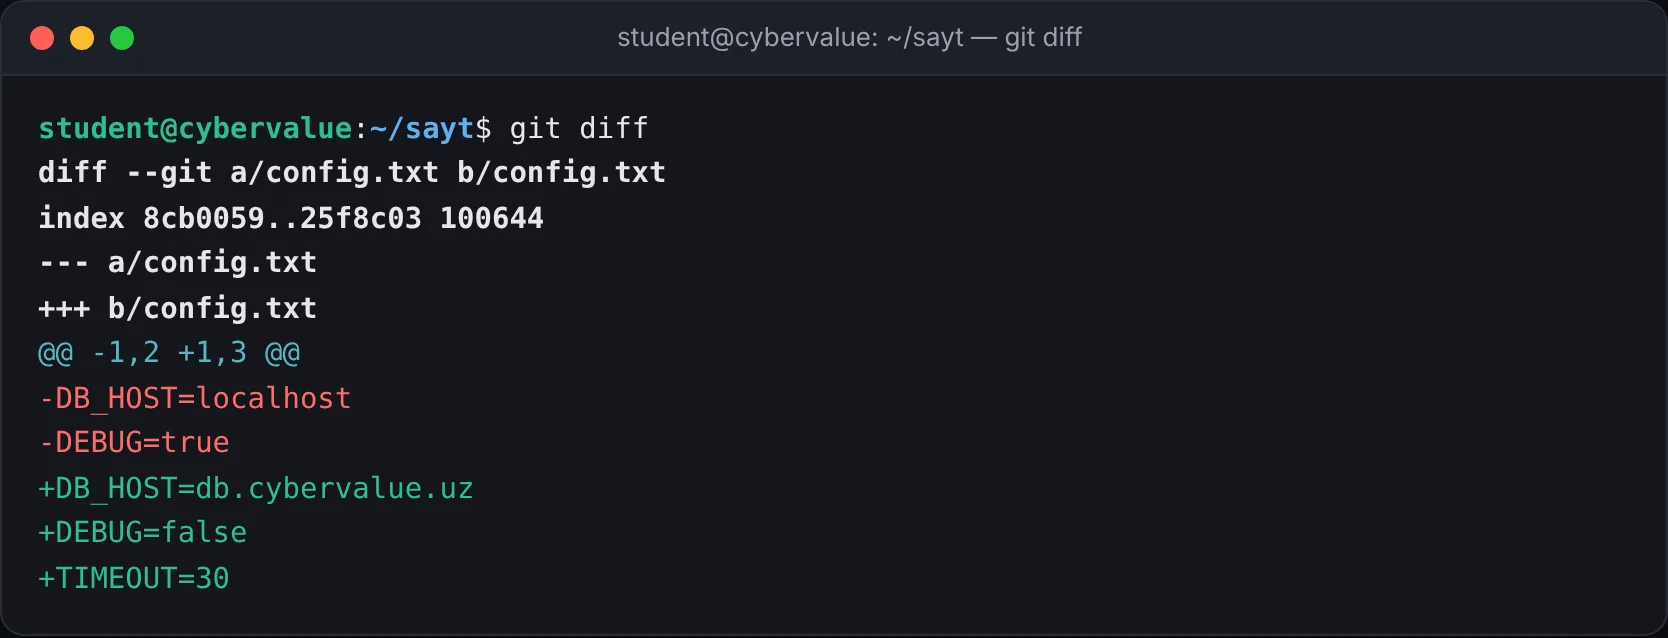 student@cybervalue: ~/sayt — git diff
student@cybervalue:~/sayt$ git diff
diff --git a/config.txt b/config.txt
index 8cb0059..25f8c03 100644
--- a/config.txt
+++ b/config.txt
@@ -1,2 +1,3 @@
-DB_HOST=localhost
-DEBUG=true
+DB_HOST=db.cybervalue.uz
+DEBUG=false
+TIMEOUT=30